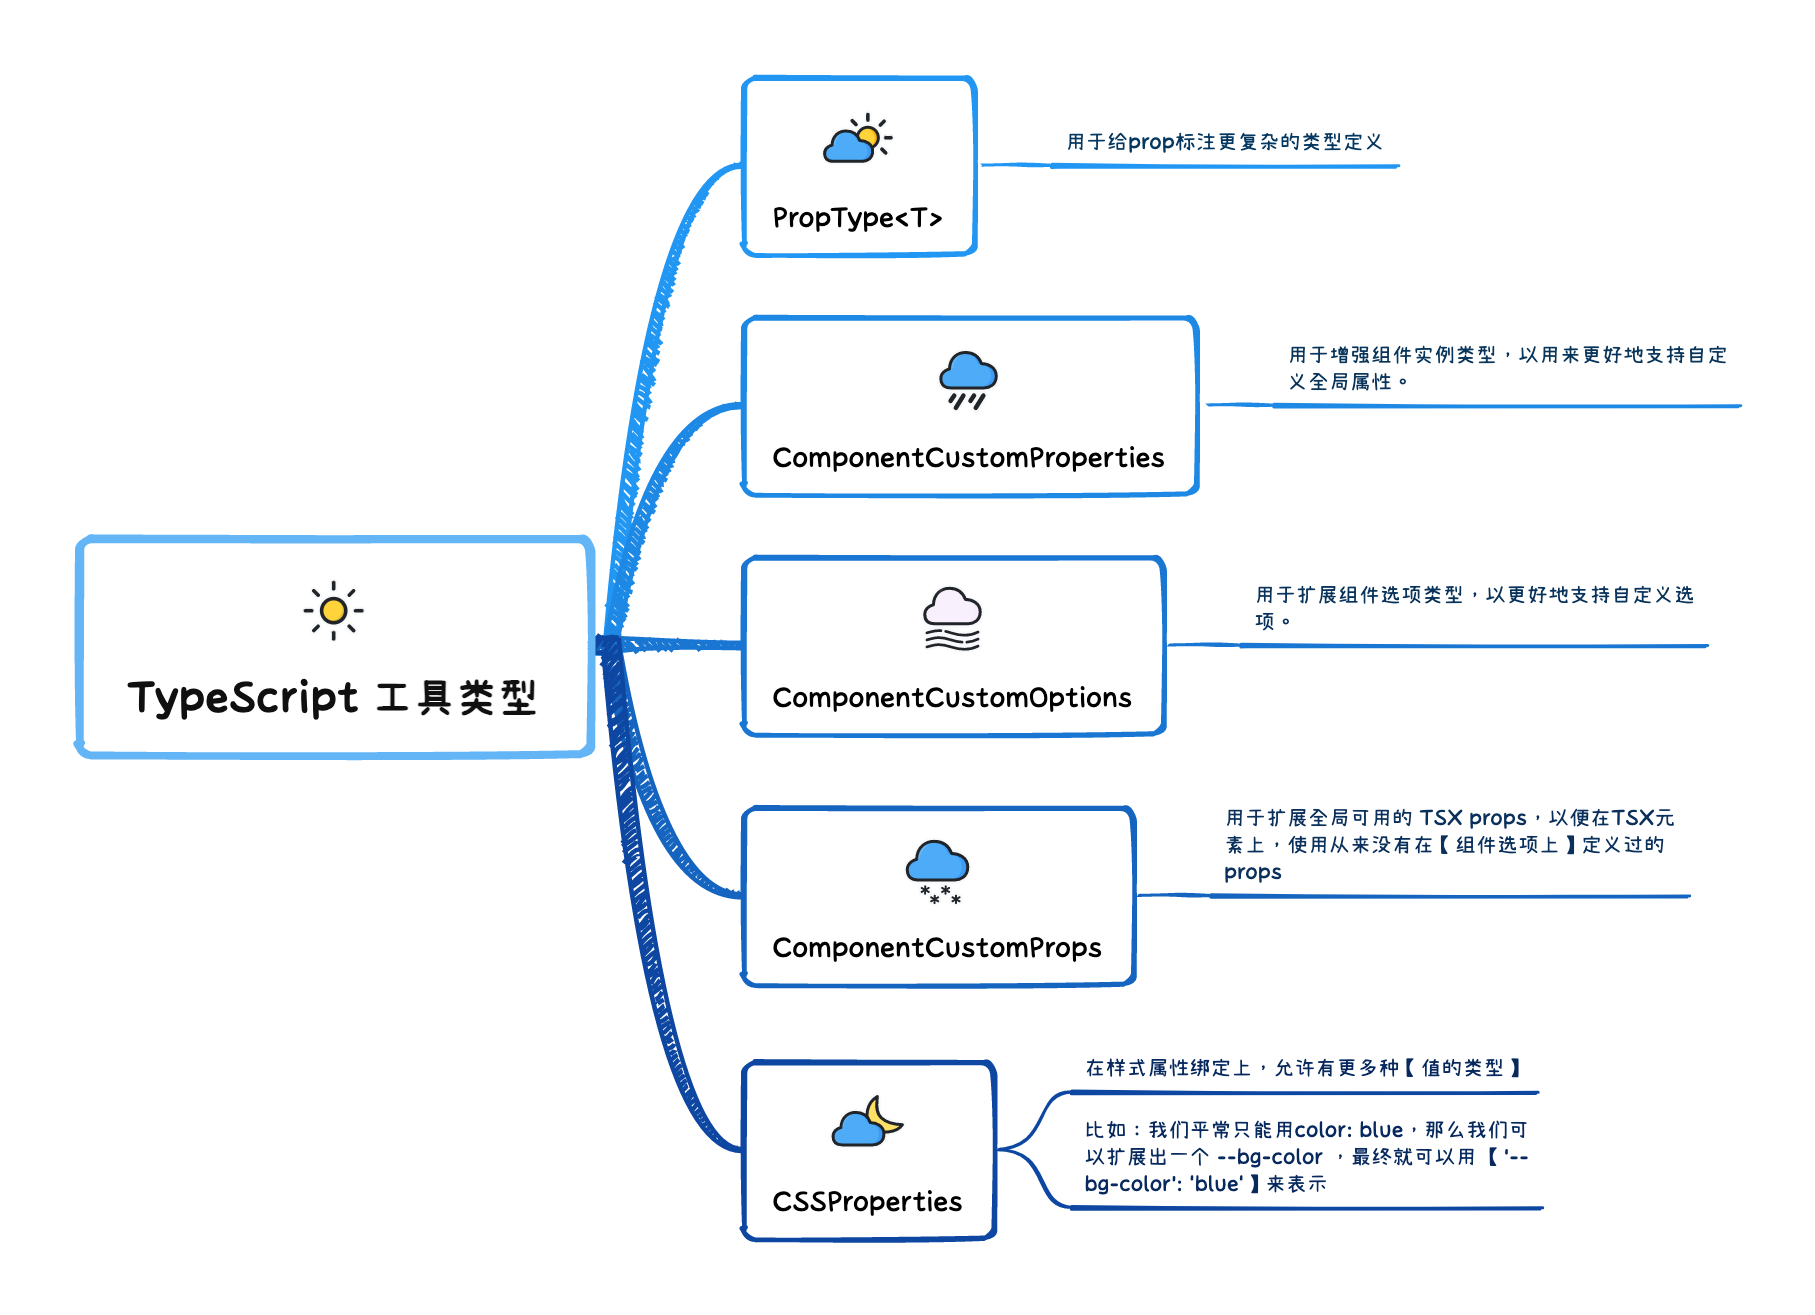 TypeScript 工具类型
PropType<T>
用于给prop标注更复杂的类型定义
ComponentCustomProperties
用于增强组件实例类型，以用来更好地支持自定
义全局属性。
ComponentCustomOptions
用于扩展组件选项类型，以更好地支持自定义选
项。
ComponentCustomProps
用于扩展全局可用的 TSX props，以便在TSX元
素上，使用从来没有在【组件选项上】定义过的
props
CSSProperties
在样式属性绑定上，允许有更多种【值的类型】
比如：我们平常只能用color: blue，那么我们可
以扩展出一个 --bg-color ，最终就可以用 【'--
bg-color': 'blue'】来表示